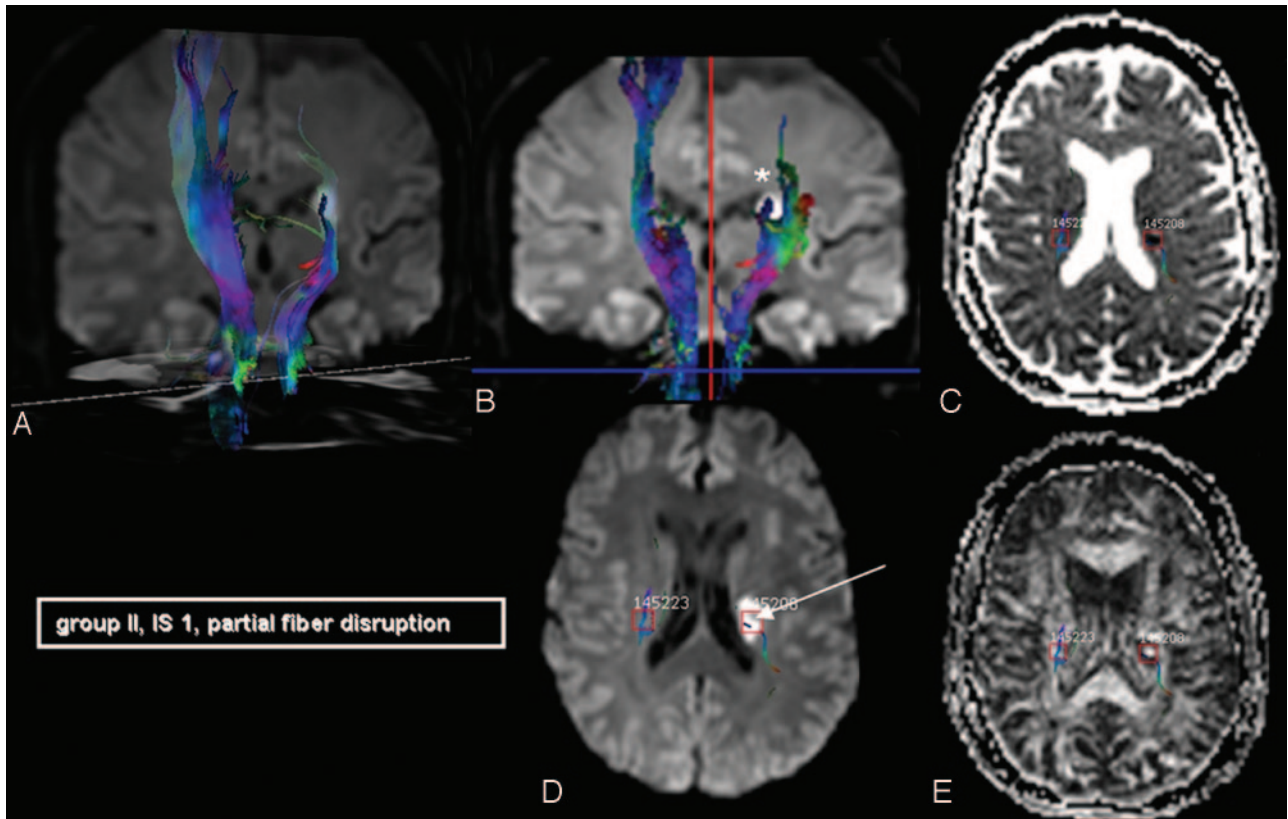 A
B
*
C
145208
group II, IS 1, partial fiber disruption
145223
145208
D
145223
145208
E